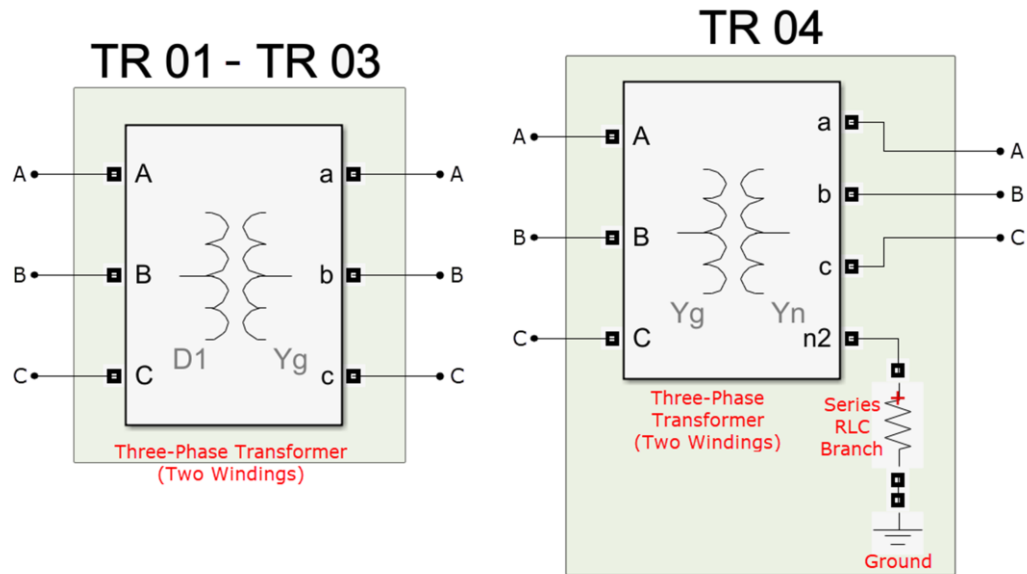 TR 01 - TR 03
A
A
a
A
B
B
b
B
C
C
c
C
D1
Yg
Three-Phase Transformer
(Two Windings)
TR 04
A
A
a
A
b
B
B
B
c
C
C
C
n2
Yg
Yn
Three-Phase
Transformer
(Two Windings)
Series
RLC
Branch
+
Ground